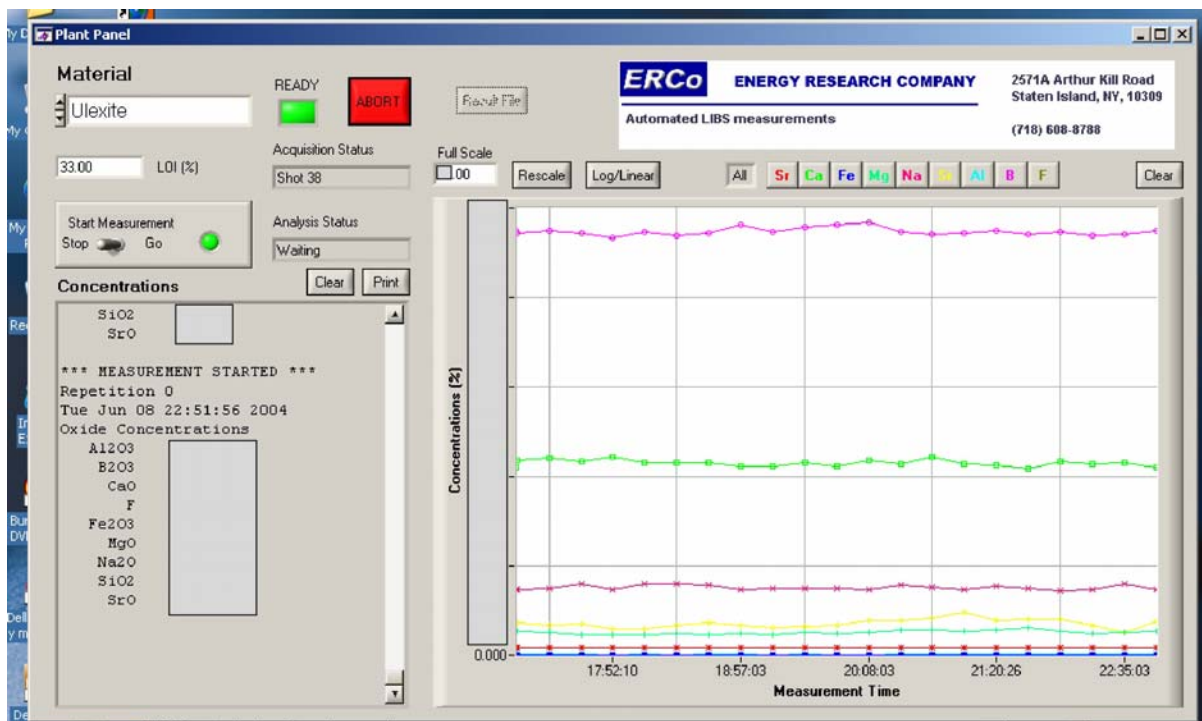 Plant Panel
Material
Ulexite
READY
ABORT
Result File
ERCo ENERGY RESEARCH COMPANY
2571A Arthur Kill Road
Staten Island, NY, 10309
(718) 608-8788
Automated LIBS measurements
33.00 LOI (%)
Acquisition Status
Shot 38
Full Scale
00
Rescale
Log/Linear
All Sr Ca Fe Mg Na Si Al B F
Clear
Start Measurement
Stop Go
Analysis Status
Waiting
Concentrations
Clear
Print
SiO2
SrO
*** MEASUREMENT STARTED ***
Repetition 0
Tue Jun 08 22:51:56 2004
Oxide Concentrations
Al2O3
B2O3
CaO
F
Fe2O3
MgO
Na2O
SiO2
SrO
Concentrations (%)
0.000
17:52:10 18:57:03 20:08:03 21:20:26 22:35:03
Measurement Time